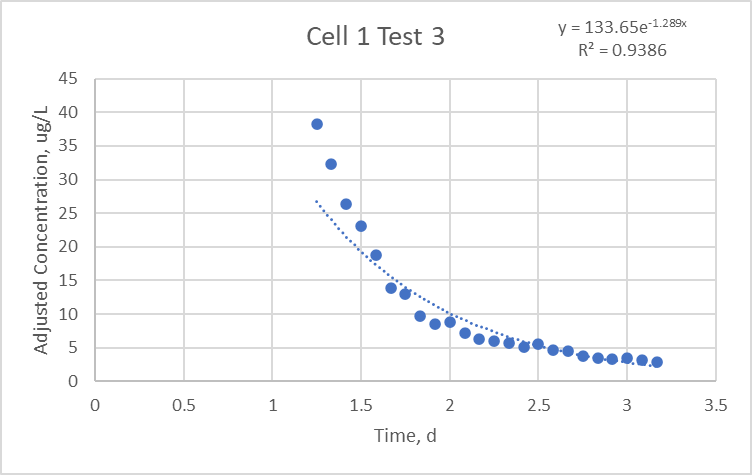 Cell 1 Test 3
y = 133.65e^-1.289x
R² = 0.9386
Adjusted Concentration, ug/L
45
40
35
30
25
20
15
10
5
0
0 0.5 1 1.5 2 2.5 3 3.5
Time, d